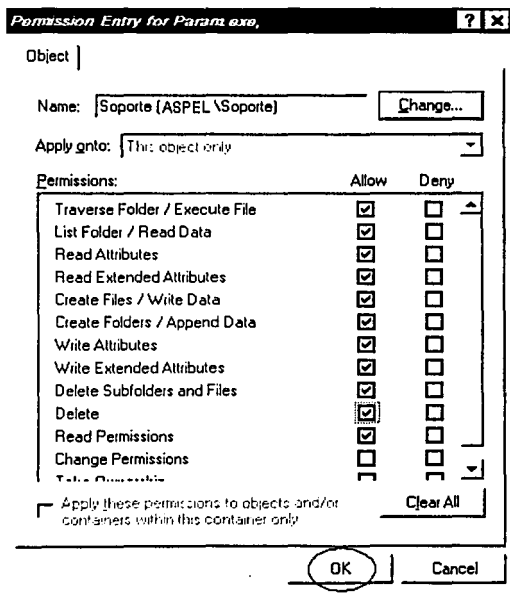 Permission Entry for Param.exe,
Object
Name: Soporte (ASPEL \Soporte)
Change...
Apply onto: This object only
Permissions: Allow Deny
Traverse Folder / Execute File
List Folder / Read Data
Read Attributes
Read Extended Attributes
Create Files / Write Data
Create Folders / Append Data
Write Attributes
Write Extended Attributes
Delete Subfolders and Files
Delete
Read Permissions
Change Permissions
Take Ownership
Apply these permissions to objects and/or
containers within this container only
Clear All
OK
Cancel